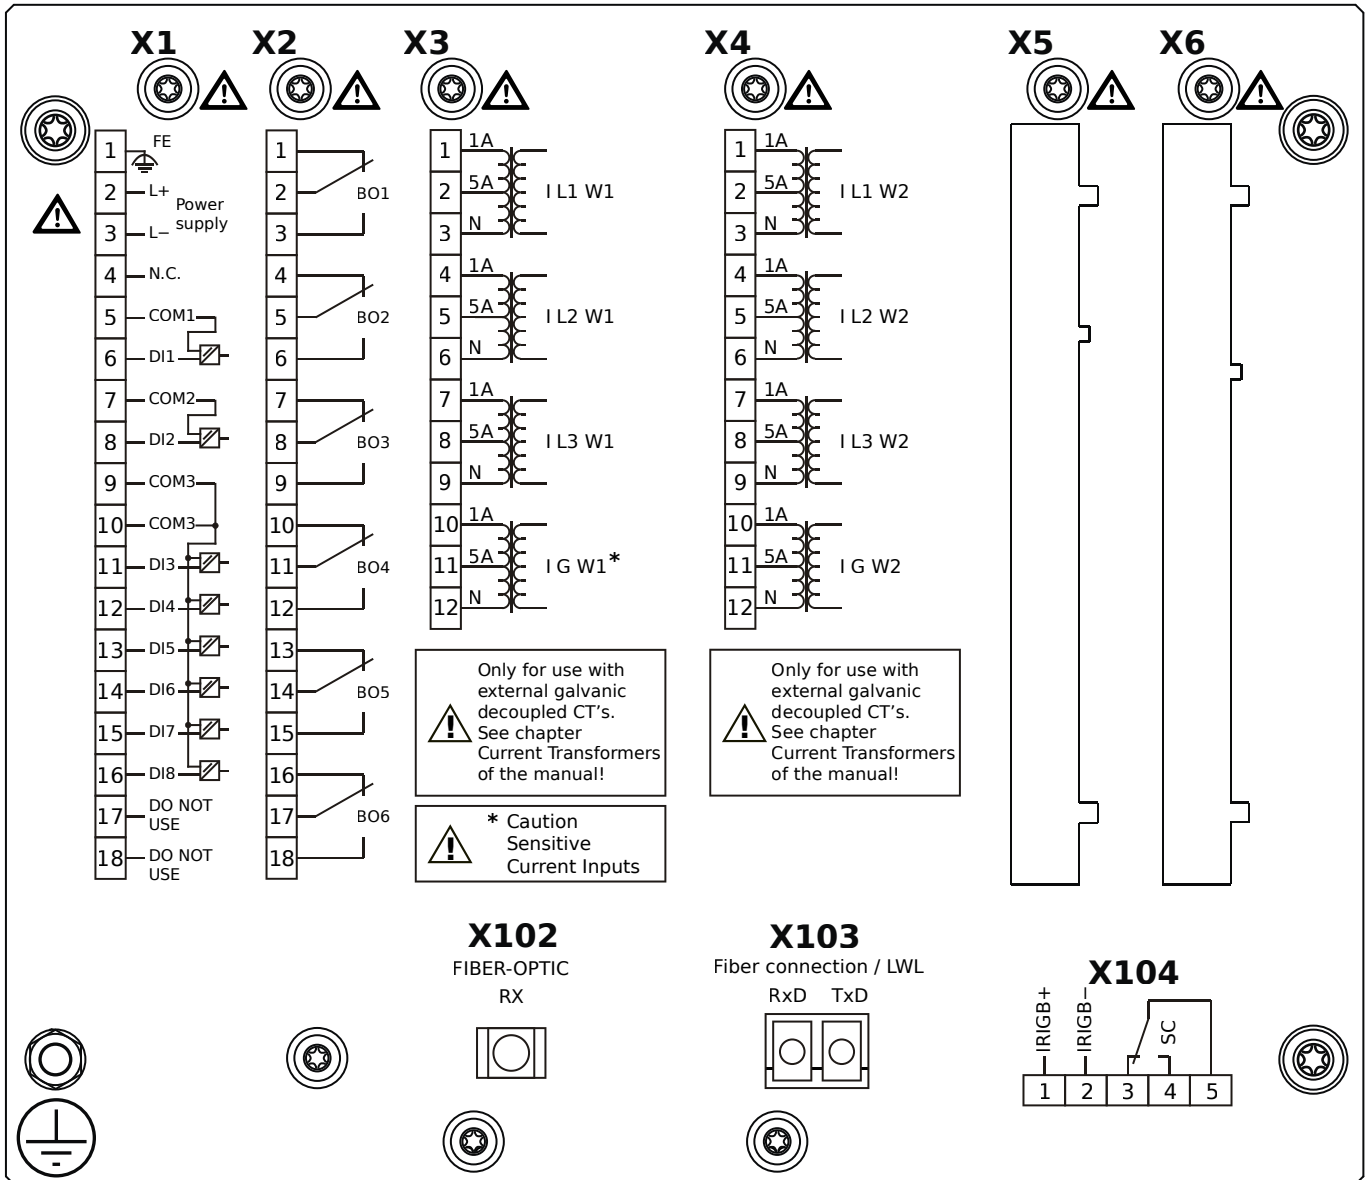 X1 X2 X3 X4 X5 X6
1 FE
2 L+
Power
supply
3 L−
4 N.C.
5 COM1
6 DI1
7 COM2
8 DI2
9 COM3
10 COM3
11 DI3
12 DI4
13 DI5
14 DI6
15 DI7
16 DI8
17 DO NOT
USE
18 DO NOT
USE
1
2 BO1
3
4
5 BO2
6
7
8 BO3
9
10
11 BO4
12
13
14 BO5
15
16
17 BO6
18
1 1A
2 5A I L1 W1
3 N
4 1A
5 5A I L2 W1
6 N
7 1A
8 5A I L3 W1
9 N
10 1A
11 5A I G W1*
12 N
Only for use with
external galvanic
decoupled CT's.
See chapter
Current Transformers
of the manual!
* Caution
Sensitive
Current Inputs
1 1A
2 5A I L1 W2
3 N
4 1A
5 5A I L2 W2
6 N
7 1A
8 5A I L3 W2
9 N
10 1A
11 5A I G W2
12 N
Only for use with
external galvanic
decoupled CT's.
See chapter
Current Transformers
of the manual!
X102
FIBER-OPTIC
RX
X103
Fiber connection / LWL
RxD TxD
X104
IRIGB+
IRIGB−
SC
1 2 3 4 5